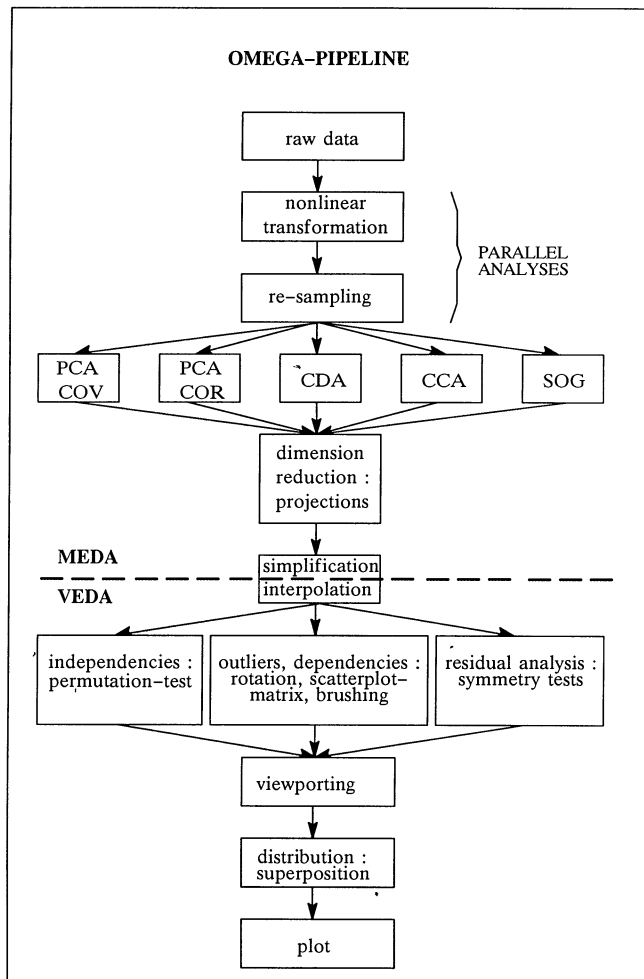 OMEGA–PIPELINE
raw data
nonlinear
transformation
PARALLEL
ANALYSES
re–sampling
PCA
COV
PCA
COR
CDA
CCA
SOG
dimension
reduction :
projections
MEDA
simplification
interpolation
VEDA
independencies :
permutation–test
outliers, dependencies :
rotation, scatterplot–
matrix, brushing
residual analysis :
symmetry tests
viewporting
distribution :
superposition
plot